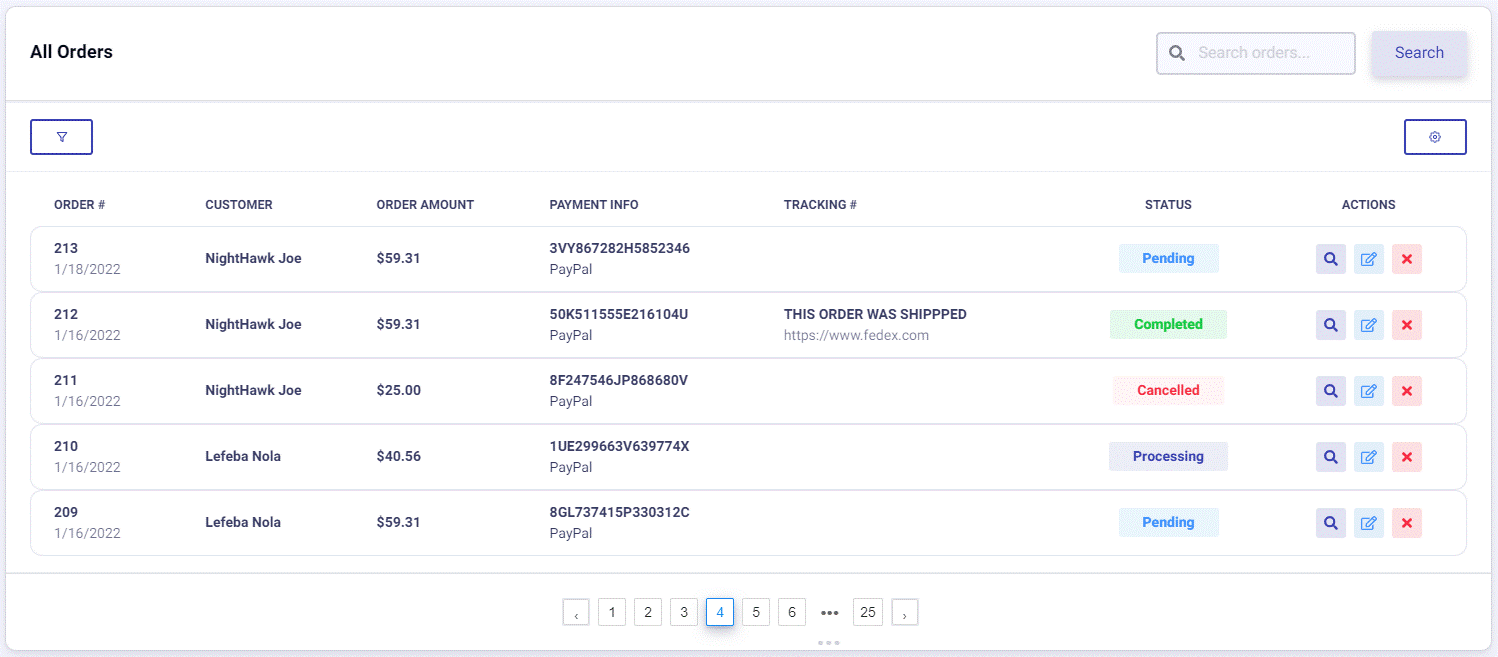 All Orders
Search orders...
Search
ORDER # CUSTOMER ORDER AMOUNT PAYMENT INFO TRACKING # STATUS ACTIONS
213
1/18/2022
NightHawk Joe
$59.31
3VY867282H5852346
PayPal
Pending
212
1/16/2022
NightHawk Joe
$59.31
50K511555E216104U
PayPal
THIS ORDER WAS SHIPPPED
https://www.fedex.com
Completed
211
1/16/2022
NightHawk Joe
$25.00
8F247546JP868680V
PayPal
Cancelled
210
1/16/2022
Lefeba Nola
$40.56
1UE299663V639774X
PayPal
Processing
209
1/16/2022
Lefeba Nola
$59.31
8GL737415P330312C
PayPal
Pending
‹ 1 2 3 4 5 6 ••• 25 ›